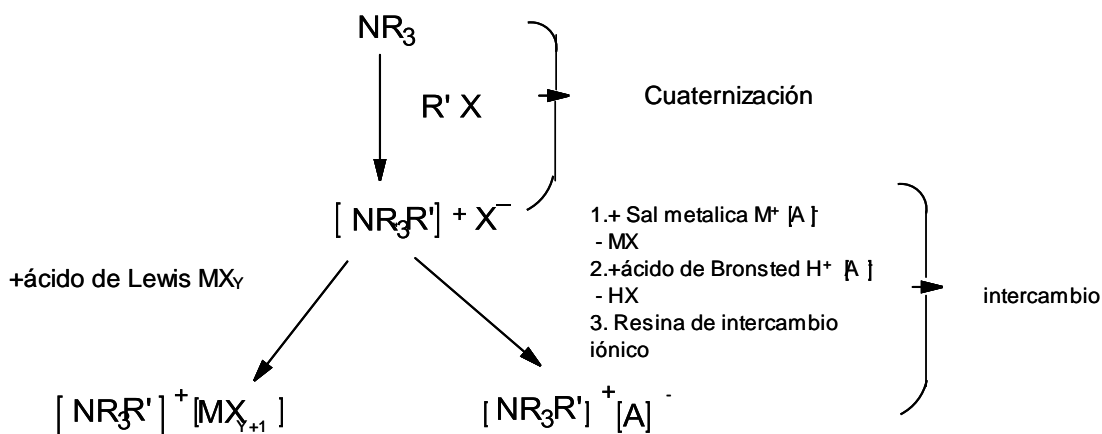 NR₃
R' X
Cuaternización
[ NR₃R'] ⁺ X⁻
+ácido de Lewis MXY
1.+ Sal metalica M⁺ [A ]⁻
- MX
2.+ácido de Bronsted H⁺ [A ]⁻
- HX
3. Resina de intercambio
iónico
intercambio
[ NR₃R' ] ⁺ [MXY+1 ]
[ NR₃R' ] ⁺ [A] ⁻